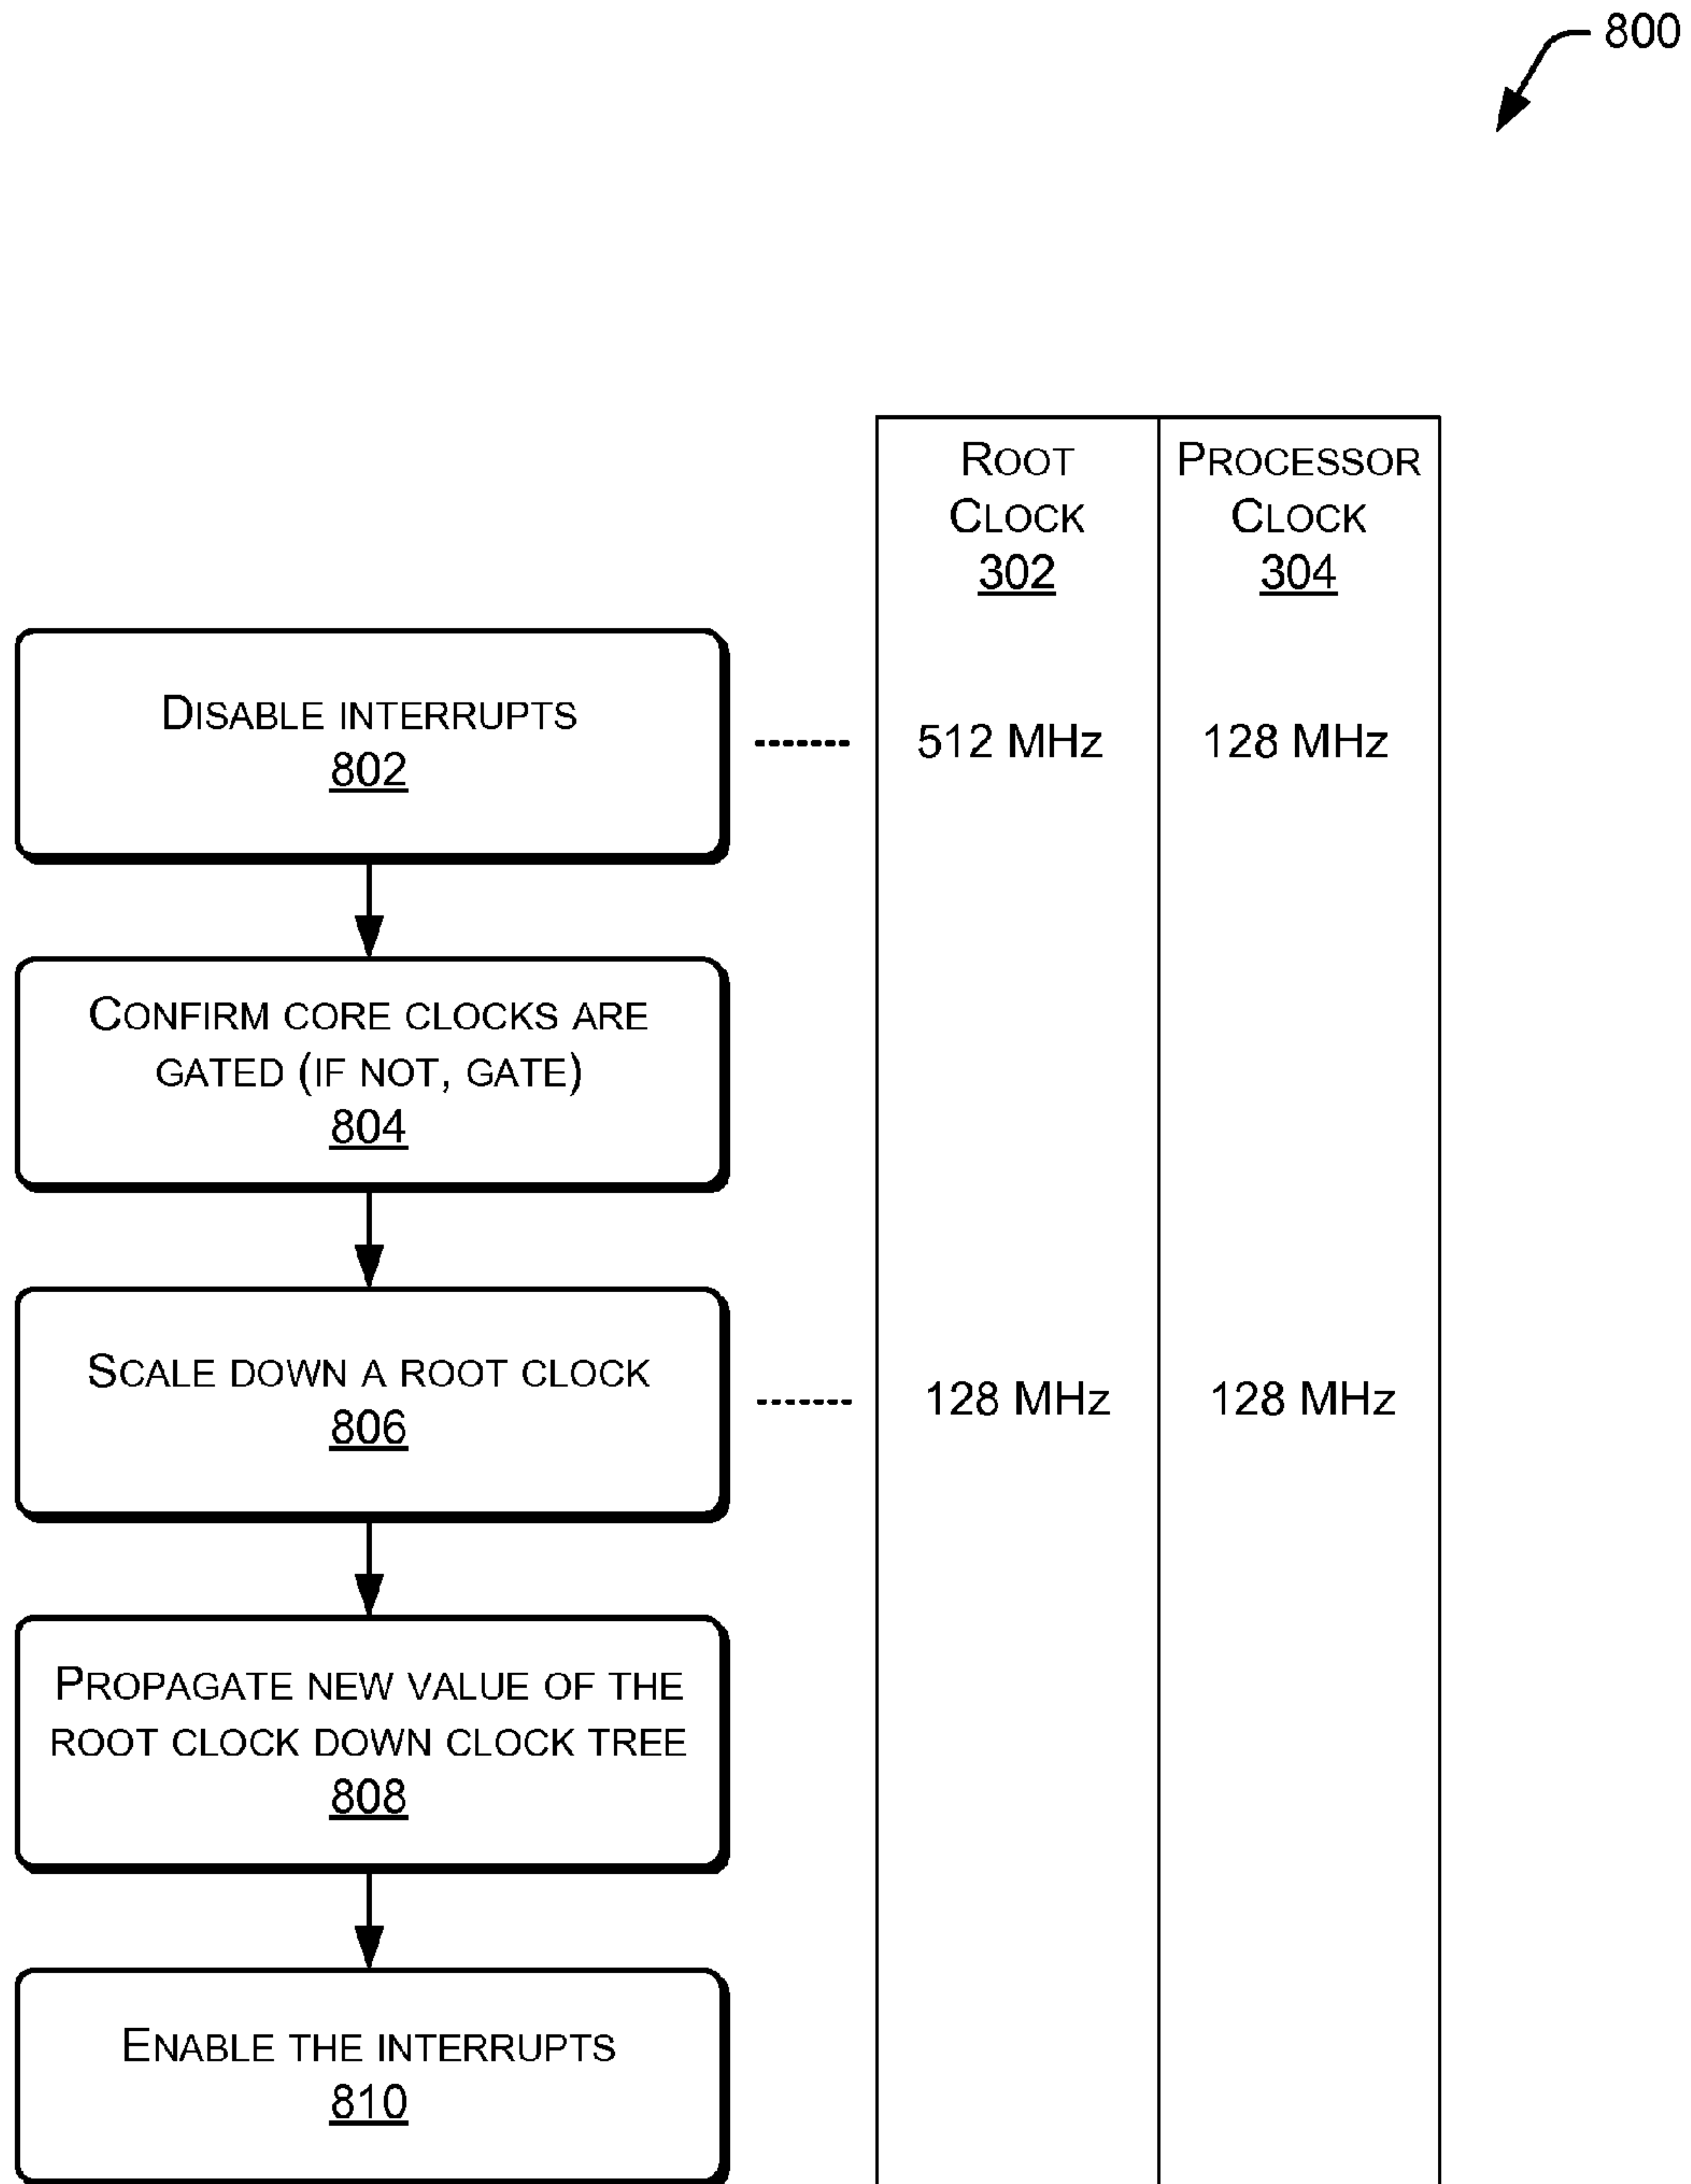 800
ROOT CLOCK 302
PROCESSOR CLOCK 304
DISABLE INTERRUPTS
802
512 MHz
128 MHz
CONFIRM CORE CLOCKS ARE
GATED (IF NOT, GATE)
804
SCALE DOWN A ROOT CLOCK
806
128 MHz
128 MHz
PROPAGATE NEW VALUE OF THE
ROOT CLOCK DOWN CLOCK TREE
808
ENABLE THE INTERRUPTS
810